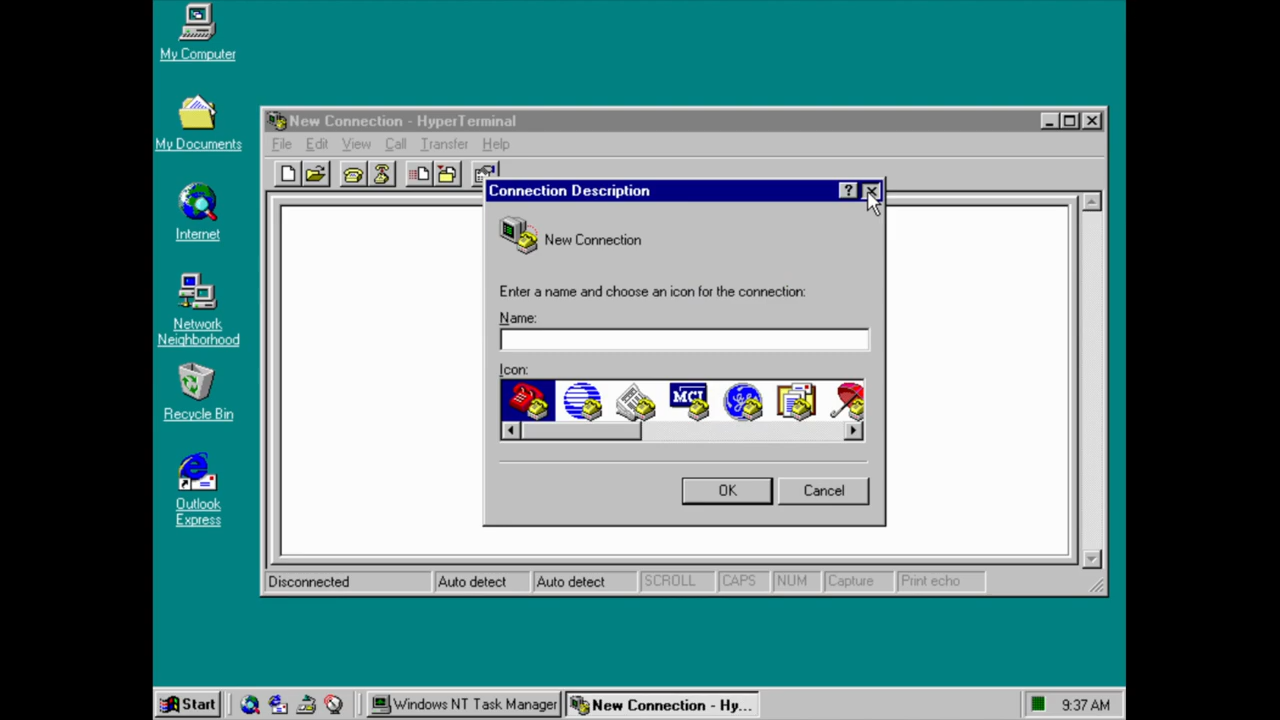 My Computer
My Documents
Internet
Network
Neighborhood
Recycle Bin
Outlook
Express
New Connection - HyperTerminal
File Edit View Call Transfer Help
Connection Description
?
New Connection
Enter a name and choose an icon for the connection:
Name:
Icon:
MCI
OK Cancel
Disconnected Auto detect Auto detect SCROLL CAPS NUM Capture Print echo
Start Windows NT Task Manager New Connection - Hy... 9:37 AM